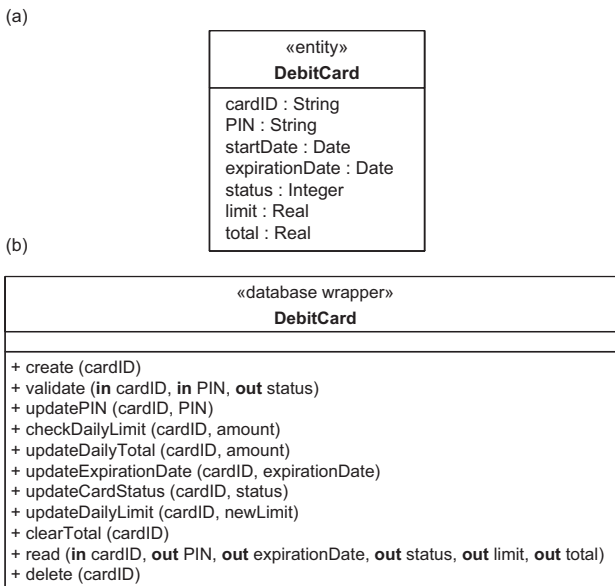 (a)
«entity»
DebitCard
cardID : String
PIN : String
startDate : Date
expirationDate : Date
status : Integer
limit : Real
total : Real
(b)
«database wrapper»
DebitCard
+ create (cardID)
+ validate (in cardID, in PIN, out status)
+ updatePIN (cardID, PIN)
+ checkDailyLimit (cardID, amount)
+ updateDailyTotal (cardID, amount)
+ updateExpirationDate (cardID, expirationDate)
+ updateCardStatus (cardID, status)
+ updateDailyLimit (cardID, newLimit)
+ clearTotal (cardID)
+ read (in cardID, out PIN, out expirationDate, out status, out limit, out total)
+ delete (cardID)